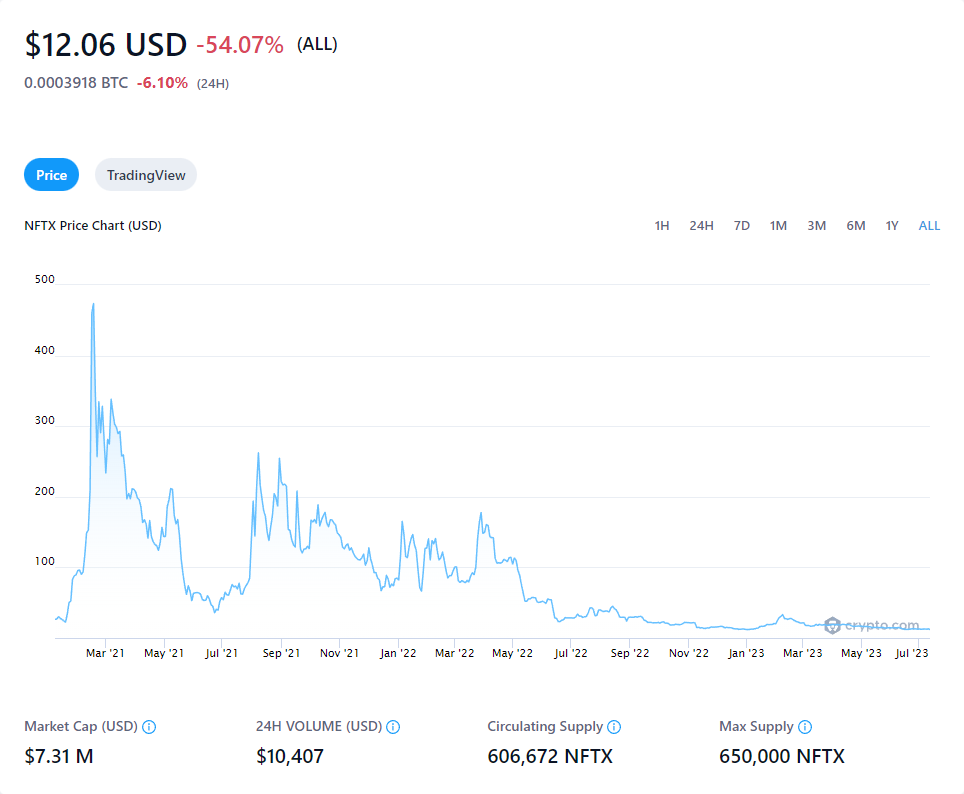 $12.06 USD -54.07% (ALL)
0.0003918 BTC -6.10% (24H)
Price TradingView
NFTX Price Chart (USD) 1H 24H 7D 1M 3M 6M 1Y ALL
500
400
300
200
100
crypto.com
Mar '21 May '21 Jul '21 Sep '21 Nov '21 Jan '22 Mar '22 May '22 Jul '22 Sep '22 Nov '22 Jan '23 Mar '23 May '23 Jul '23
Market Cap (USD) 24H VOLUME (USD) Circulating Supply Max Supply
$7.31 M $10,407 606,672 NFTX 650,000 NFTX